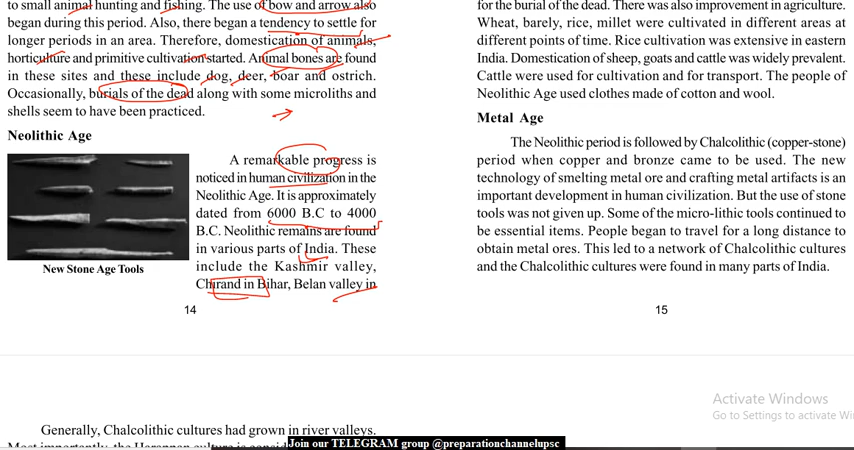 to small animal hunting and fishing. The use of bow and arrow also
began during this period. Also, there began a tendency to settle for
longer periods in an area. Therefore, domestication of animals,
horticulture and primitive cultivation started. Animal bones are found
in these sites and these include dog, deer, boar and ostrich.
Occasionally, burials of the dead along with some microliths and
shells seem to have been practiced.
Neolithic Age
A remarkable progress is
noticed in human civilization in the
Neolithic Age. It is approximately
dated from 6000 B.C to 4000
B.C. Neolithic remains are found
in various parts of India. These
include the Kashmir valley,
Chirand in Bihar, Belan valley in
New Stone Age Tools
14
for the burial of the dead. There was also improvement in agriculture.
Wheat, barely, rice, millet were cultivated in different areas at
different points of time. Rice cultivation was extensive in eastern
India. Domestication of sheep, goats and cattle was widely prevalent.
Cattle were used for cultivation and for transport. The people of
Neolithic Age used clothes made of cotton and wool.
Metal Age
The Neolithic period is followed by Chalcolithic (copper-stone)
period when copper and bronze came to be used. The new
technology of smelting metal ore and crafting metal artifacts is an
important development in human civilization. But the use of stone
tools was not given up. Some of the micro-lithic tools continued to
be essential items. People began to travel for a long distance to
obtain metal ores. This led to a network of Chalcolithic cultures
and the Chalcolithic cultures were found in many parts of India.
15
Generally, Chalcolithic cultures had grown in river valleys.
Most importantly, the Harappan culture is
Join our TELEGRAM group @preparationchannelupsc
Activate Windows
Go to Settings to activate Wi